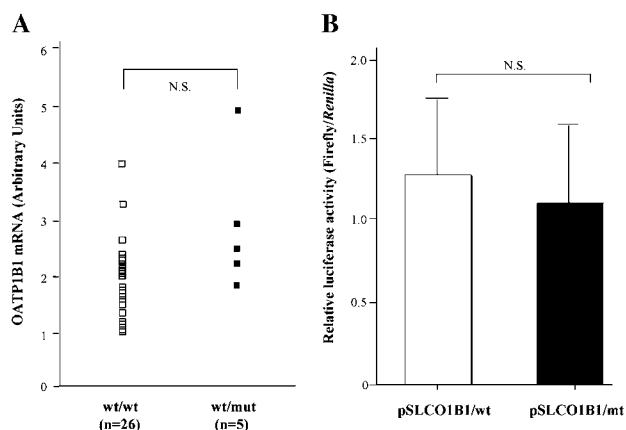 A
OATP1B1 mRNA (Arbitrary Units)
6
5
4
3
2
1
0
N.S.
wt/wt
(n=26)
wt/mut
(n=5)
B
Relative luciferase activity (Firefly/Renilla)
2.0
1.5
1.0
0.5
0
N.S.
pSLCO1B1/wt
pSLCO1B1/mt